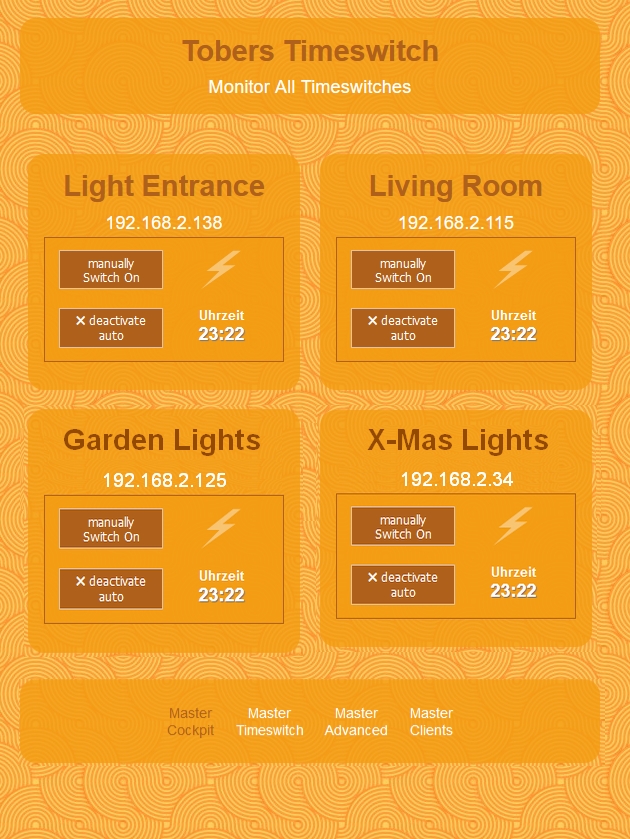 Tobers Timeswitch
Monitor All Timeswitches
Light Entrance
192.168.2.138
manually
Switch On
✕ deactivate
auto
Uhrzeit
23:22
Living Room
192.168.2.115
manually
Switch On
✕ deactivate
auto
Uhrzeit
23:22
Garden Lights
192.168.2.125
manually
Switch On
✕ deactivate
auto
Uhrzeit
23:22
X-Mas Lights
192.168.2.34
manually
Switch On
✕ deactivate
auto
Uhrzeit
23:22
Master
Cockpit
Master
Timeswitch
Master
Advanced
Master
Clients